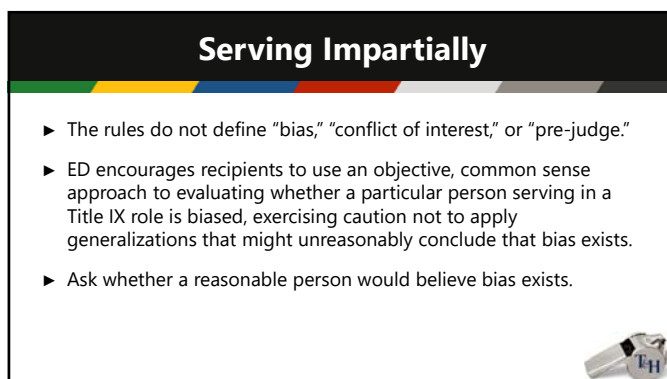 Serving Impartially
► The rules do not define “bias,” “conflict of interest,” or “pre-judge.”
► ED encourages recipients to use an objective, common sense
approach to evaluating whether a particular person serving in a
Title IX role is biased, exercising caution not to apply
generalizations that might unreasonably conclude that bias exists.
► Ask whether a reasonable person would believe bias exists.
T&H